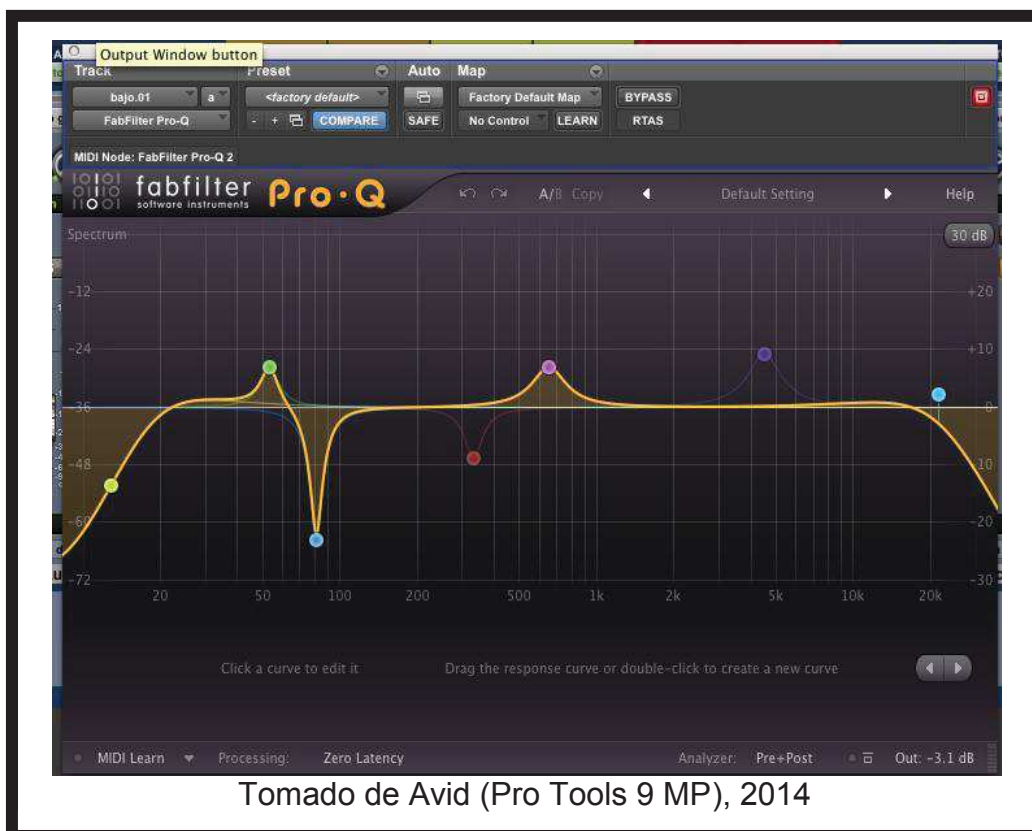 Output Window button
Track Preset Auto Map
bajo.01 a <factory default> Factory Default Map BYPASS
FabFilter Pro-Q - + COMPARE SAFE No Control LEARN RTAS
MIDI Node: FabFilter Pro-Q 2
fabfilter Pro·Q A/B Copy Default Setting Help
software instruments
Spectrum 30 dB
-12 +20
-24 +10
-36 0
-48 -10
-60 -20
-72 -30
20 50 100 200 500 1k 2k 5k 10k 20k
Click a curve to edit it Drag the response curve or double-click to create a new curve
MIDI Learn Processing: Zero Latency Analyzer: Pre+Post Out: -3.1 dB
Tomado de Avid (Pro Tools 9 MP), 2014